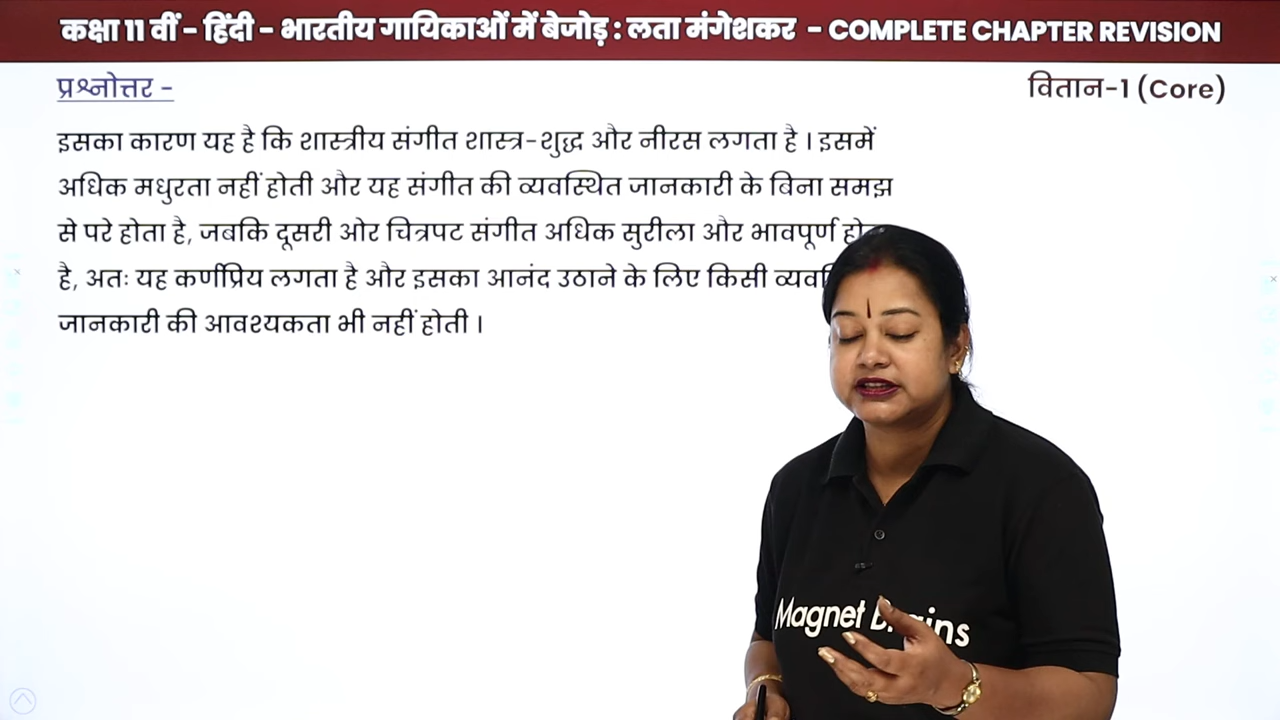 कक्षा 11 वीं - हिंदी - भारतीय गायिकाओं में बेजोड़ : लता मंगेशकर - COMPLETE CHAPTER REVISION
प्रश्नोत्तर -
वितान-1 (Core)
इसका कारण यह है कि शास्त्रीय संगीत शास्त्र-शुद्ध और नीरस लगता है । इसमें
अधिक मधुरता नहीं होती और यह संगीत की व्यवस्थित जानकारी के बिना समझ
से परे होता है, जबकि दूसरी ओर चित्रपट संगीत अधिक सुरीला और भावपूर्ण
है, अतः यह कर्णप्रिय लगता है और इसका आनंद उठाने के लिए किसी
जानकारी की आवश्यकता भी नहीं होती ।
Magnet Brains